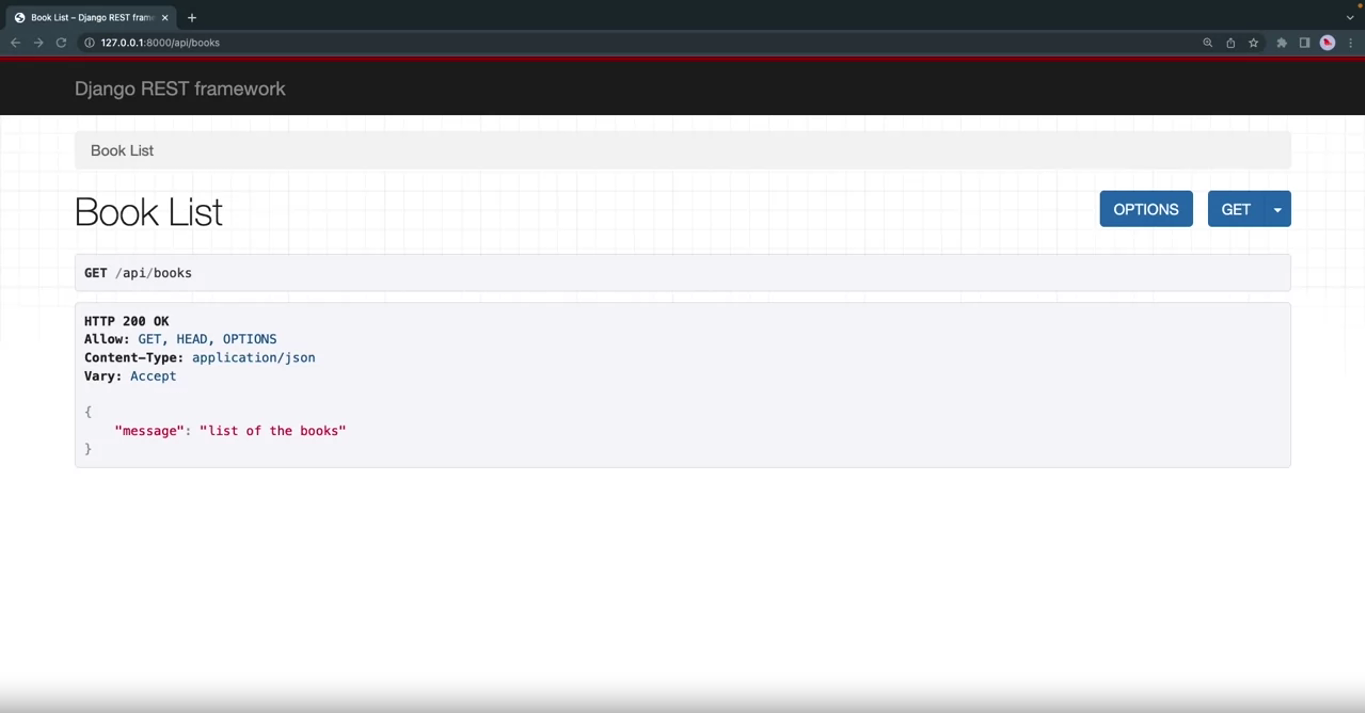 Book List – Django REST fram
127.0.0.1:8000/api/books
Django REST framework
Book List
Book List
OPTIONS
GET
GET /api/books
HTTP 200 OK
Allow: GET, HEAD, OPTIONS
Content-Type: application/json
Vary: Accept
{
"message": "list of the books"
}